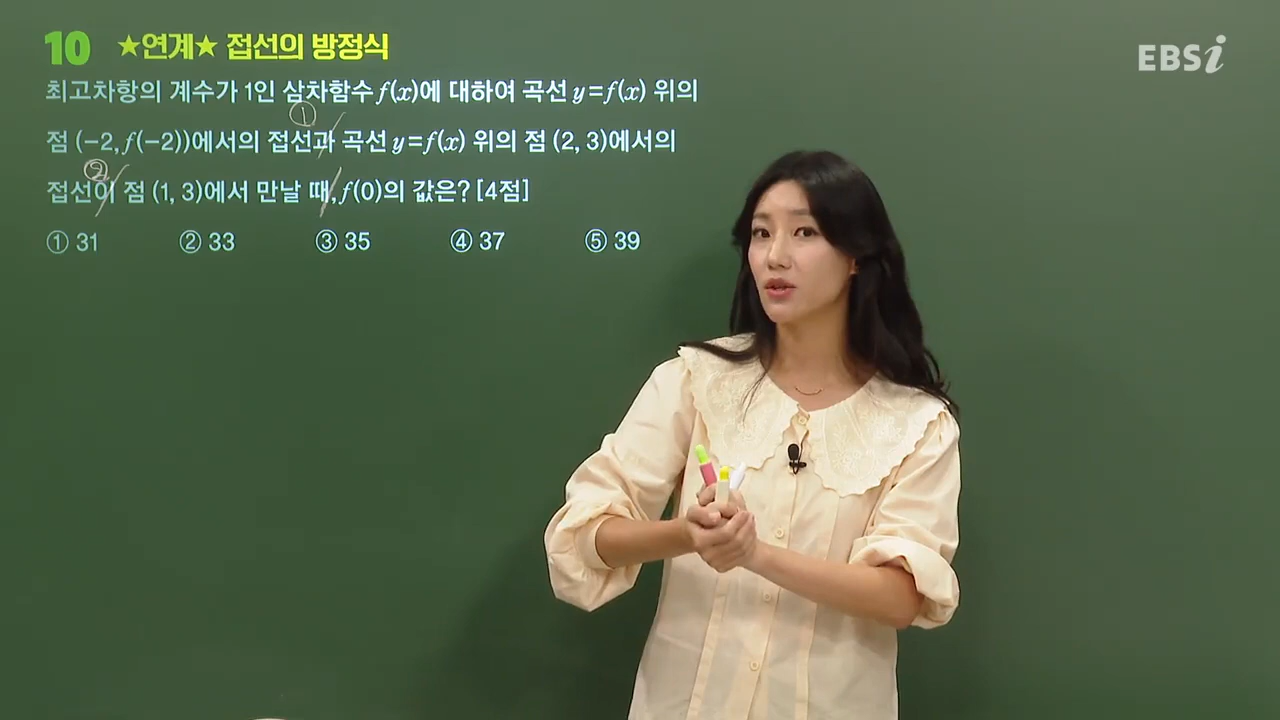 10 ★연계★ 접선의 방정식
EBSi
최고차항의 계수가 1인 삼차함수 f(x)에 대하여 곡선 y=f(x) 위의
①
점 (-2, f(-2))에서의 접선과 곡선 y=f(x) 위의 점 (2, 3)에서의
②
접선이 점 (1, 3)에서 만날 때, f(0)의 값은? [4점]
① 31 ② 33 ③ 35 ④ 37 ⑤ 39